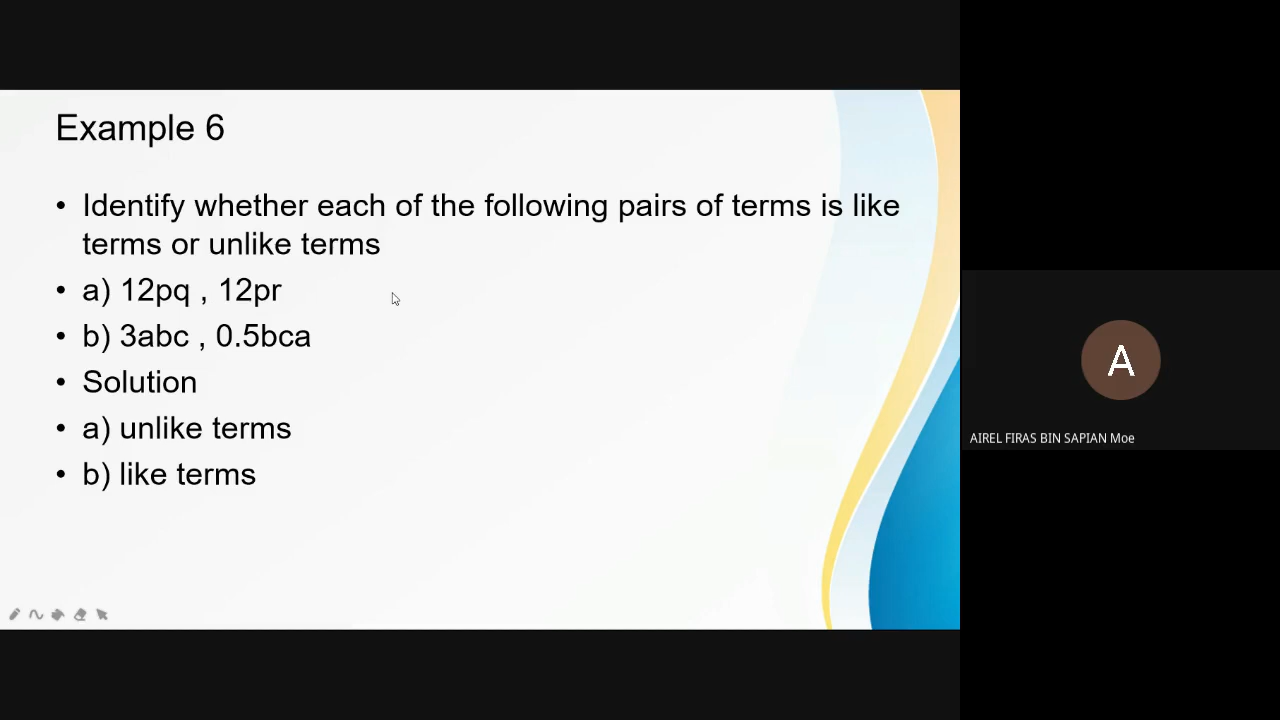 Example 6
• Identify whether each of the following pairs of terms is like
terms or unlike terms
• a) 12pq , 12pr
• b) 3abc , 0.5bca
• Solution
• a) unlike terms
• b) like terms
A
AIREL FIRAS BIN SAPIAN Moe